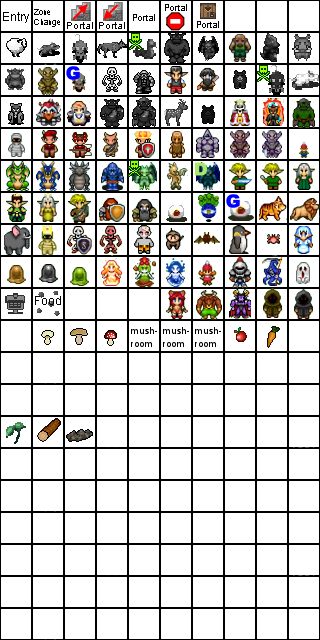 Entry
Zone
Change
Portal
Portal
Portal
Portal
Portal
G
D
G
Food
mush-
room
mush-
room
mush-
room